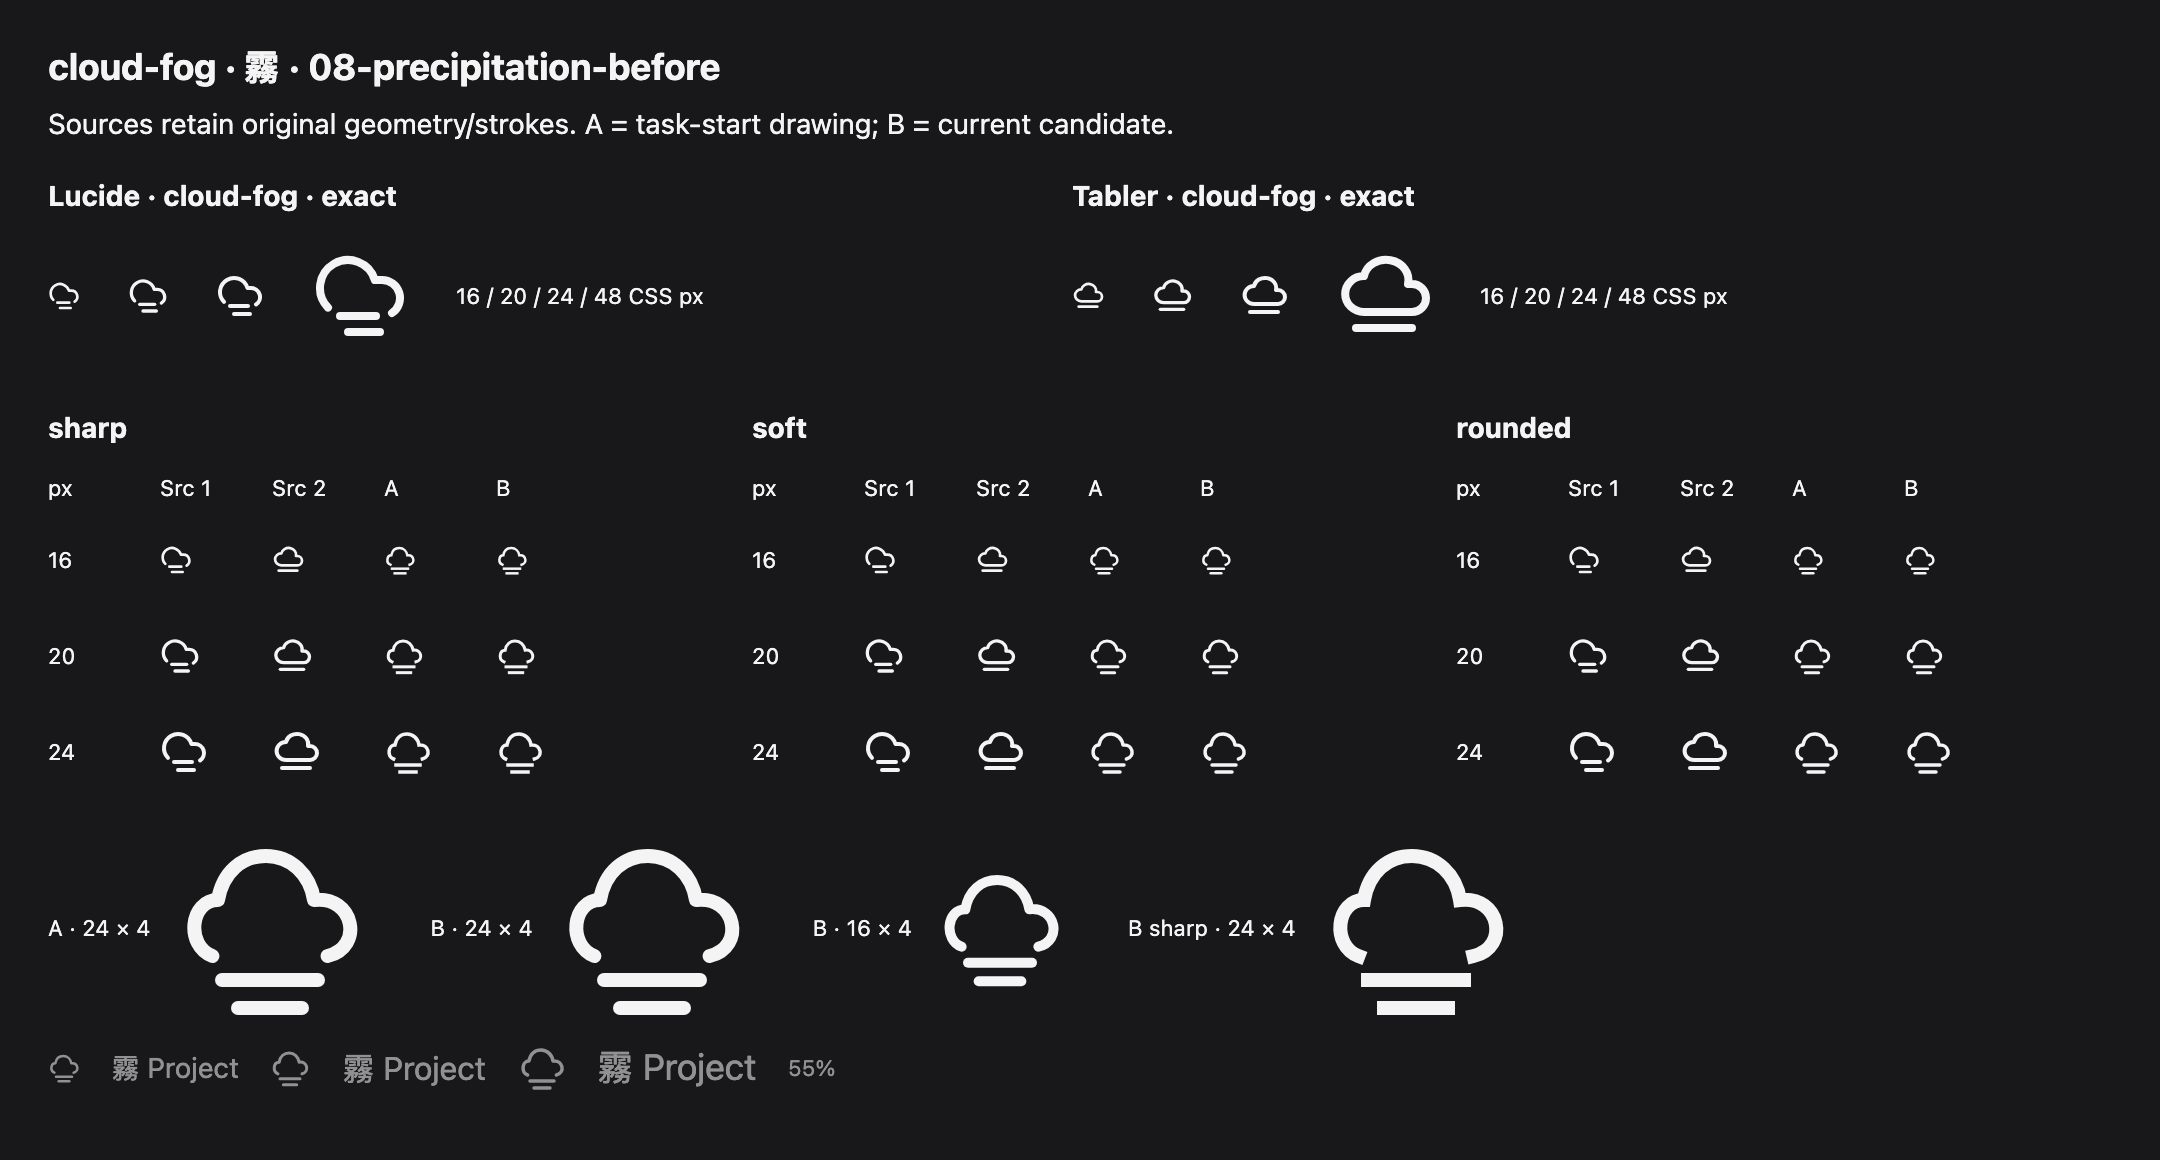 cloud-fog · 霧 · 08-precipitation-before
Sources retain original geometry/strokes. A = task-start drawing; B = current candidate.
Lucide · cloud-fog · exact
16 / 20 / 24 / 48 CSS px
Tabler · cloud-fog · exact
16 / 20 / 24 / 48 CSS px
sharp
px Src 1 Src 2 A B
16
20
24
soft
px Src 1 Src 2 A B
16
20
24
rounded
px Src 1 Src 2 A B
16
20
24
A · 24 × 4
B · 24 × 4
B · 16 × 4
B sharp · 24 × 4
霧 Project 霧 Project 霧 Project 55%